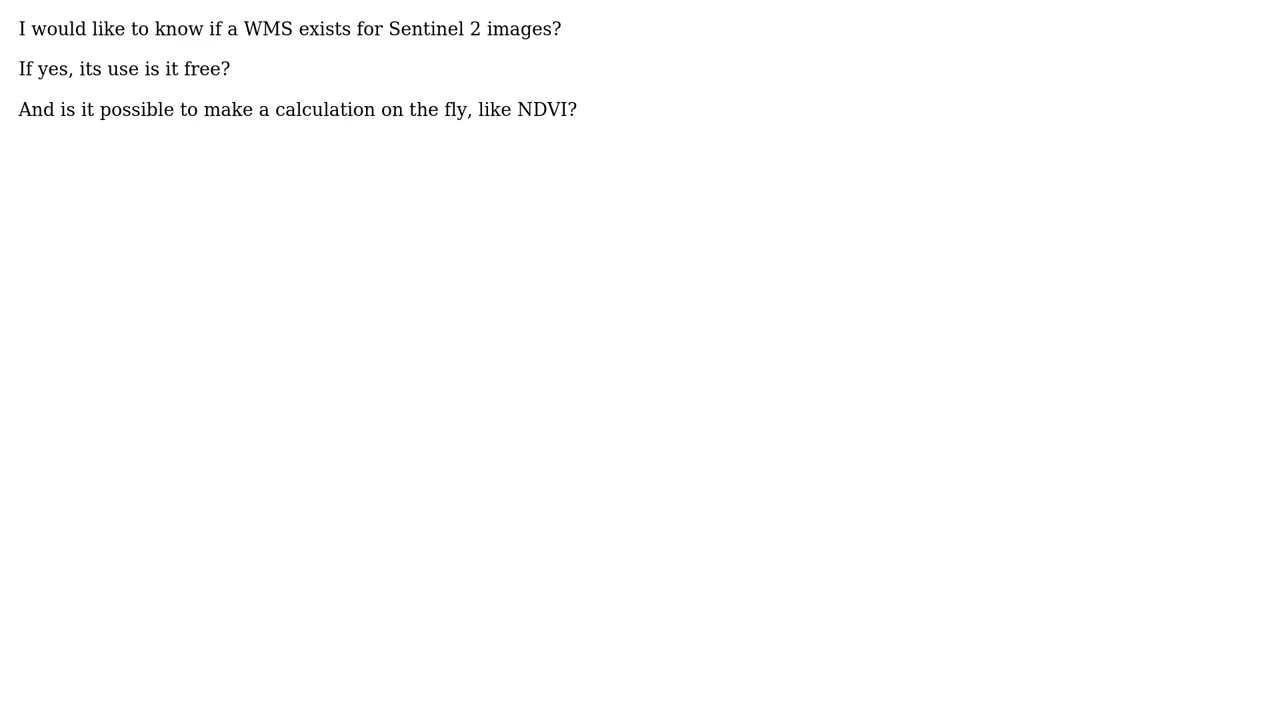 I would like to know if a WMS exists for Sentinel 2 images?
If yes, its use is it free?
And is it possible to make a calculation on the fly, like NDVI?